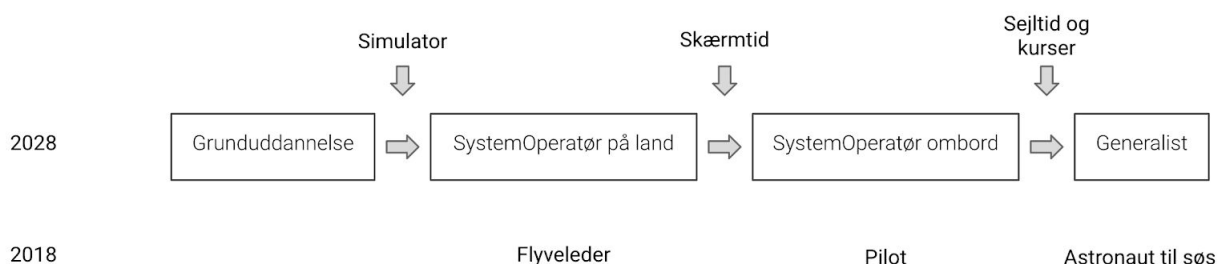 Simulator
Skærmtid
Sejltid og
kurser
2028
Grunduddannelse
SystemOperatør på land
SystemOperatør ombord
Generalist
2018
Flyveleder
Pilot
Astronaut til søs